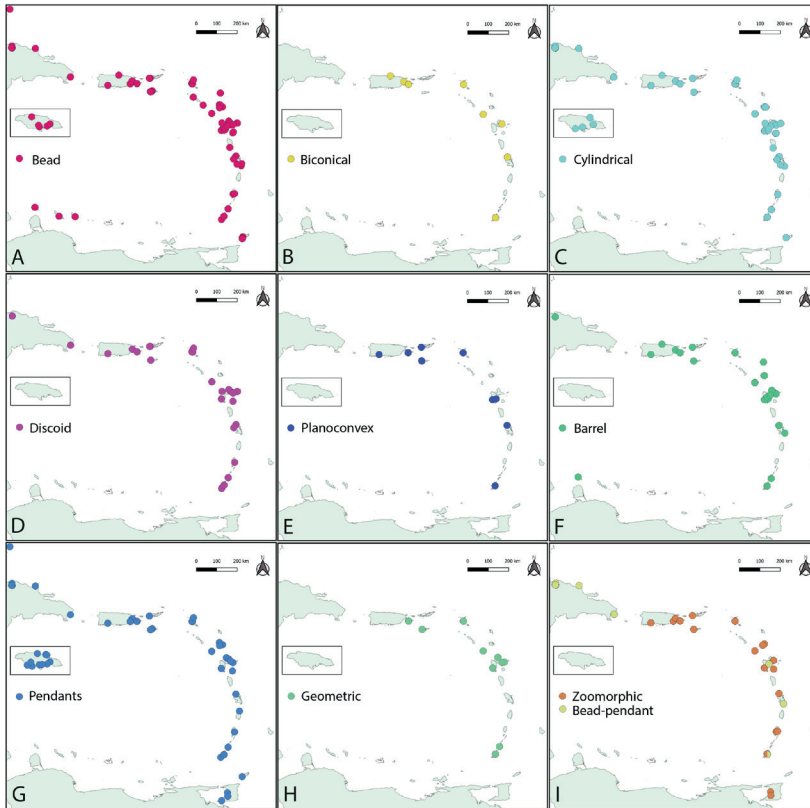 N
0 100 200 km
Bead
A
N
0 100 200 km
Biconical
B
N
0 100 200 km
Cylindrical
C
N
0 100 200 km
Discoid
D
N
0 100 200 km
Planoconvex
E
N
0 100 200 km
Barrel
F
N
0 100 200 km
Pendants
G
N
0 100 200 km
Geometric
H
N
0 100 200 km
Zoomorphic
Bead-pendant
I